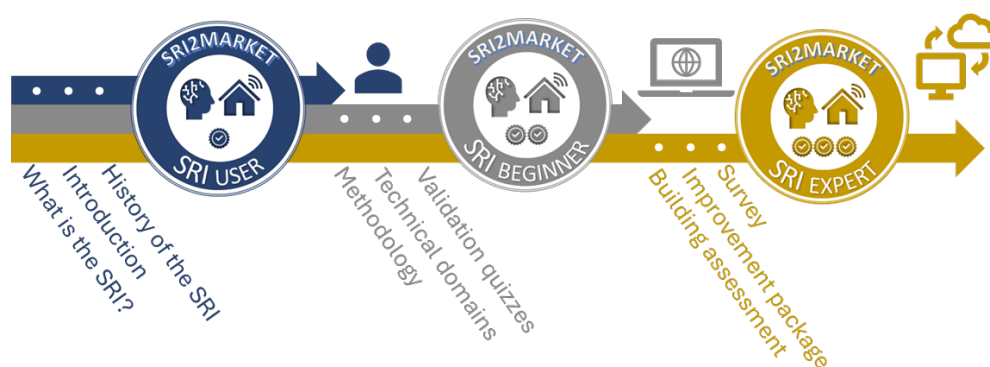 SRI2MARKET
SRI USER
What is the SRI?
Introduction
History of the SRI
SRI2MARKET
SRI BEGINNER
Methodology
Technical domains
Validation quizzes
SRI2MARKET
SRI EXPERT
Building assessment
Improvement package
Survey